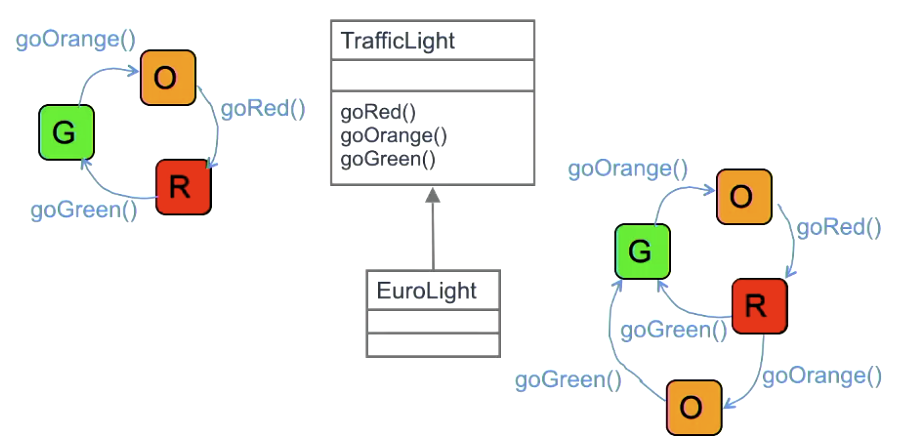 goOrange()
O
goRed()
G
R
goGreen()
TrafficLight
goRed()
goOrange()
goGreen()
EuroLight
goOrange()
O
goRed()
G
R
goGreen()
goGreen()
goOrange()
O